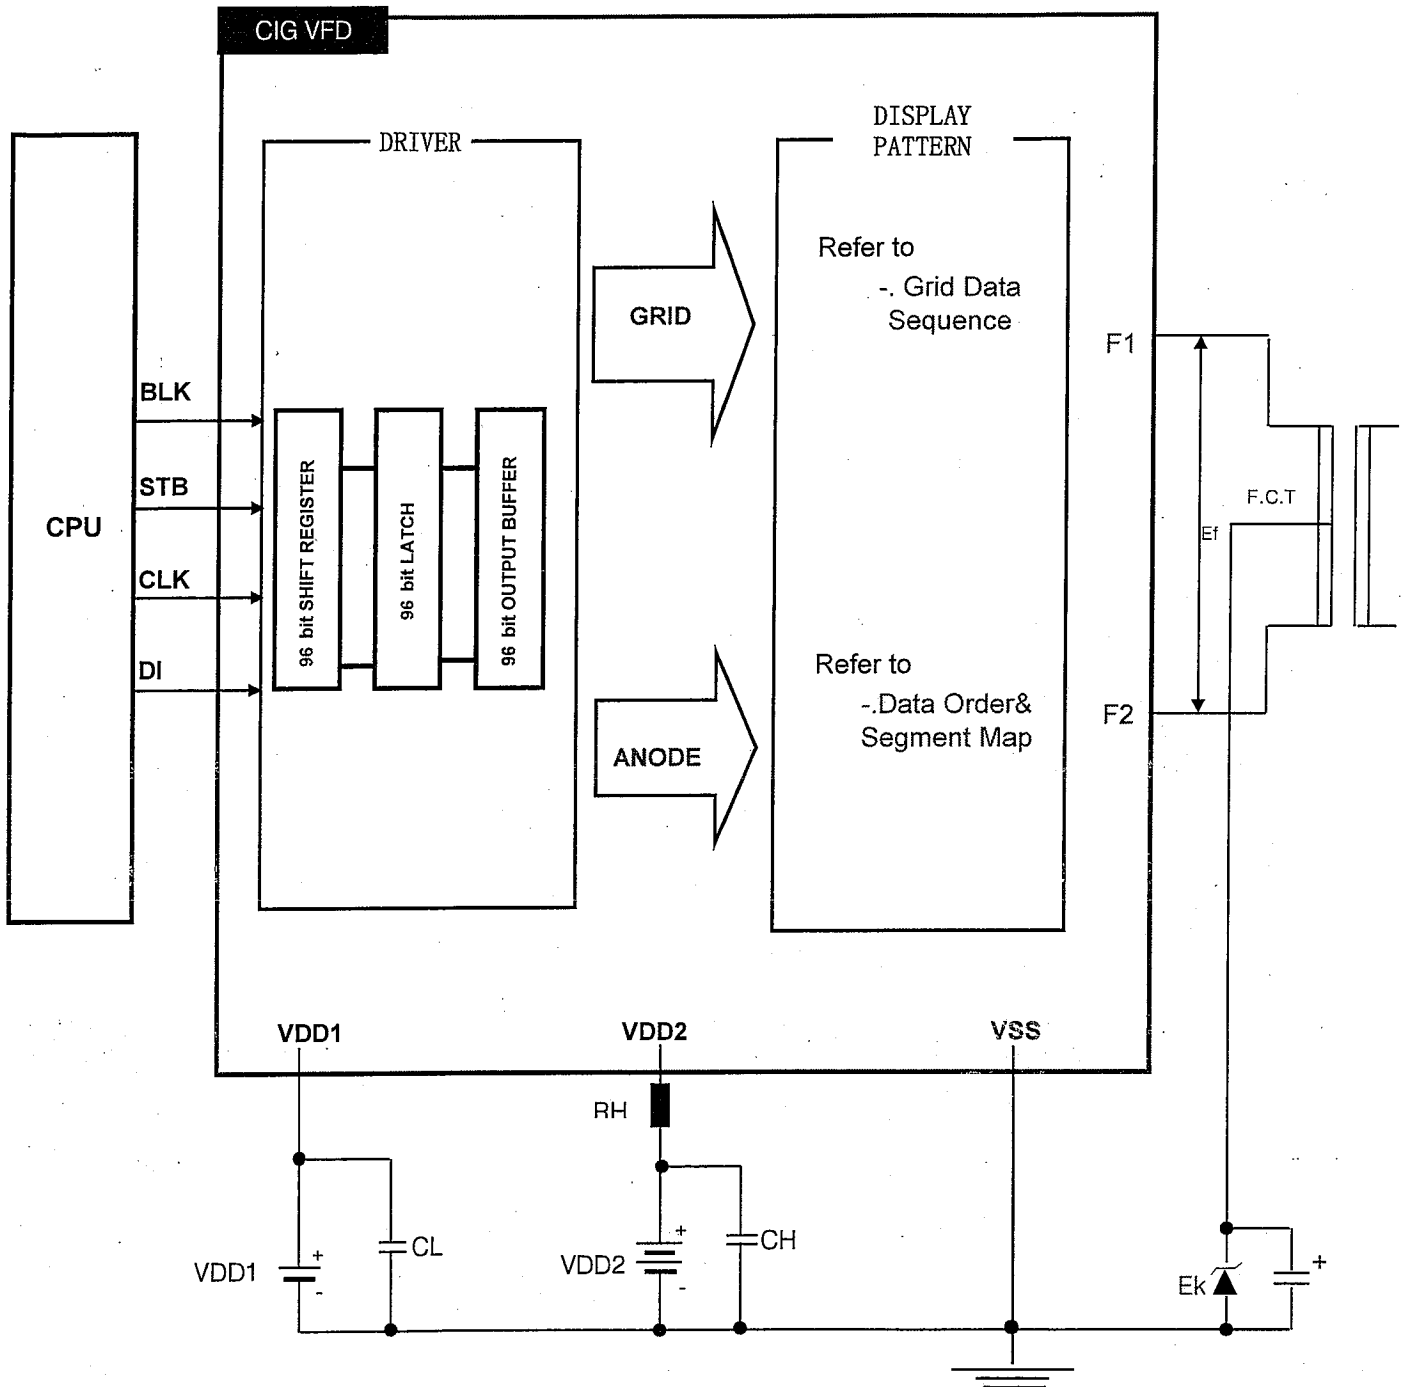 CIG VFD
DRIVER
DISPLAY
PATTERN
Refer to
-. Grid Data
Sequence
GRID
F1
BLK
STB
CPU
CLK
DI
96 bit SHIFT REGISTER
96 bit LATCH
96 bit OUTPUT BUFFER
F.C.T
Ef
Refer to
-.Data Order&
Segment Map
ANODE
F2
VDD1
VDD2
VSS
RH
+
CL
VDD1
-
+
CH
VDD2
-
Ek
+